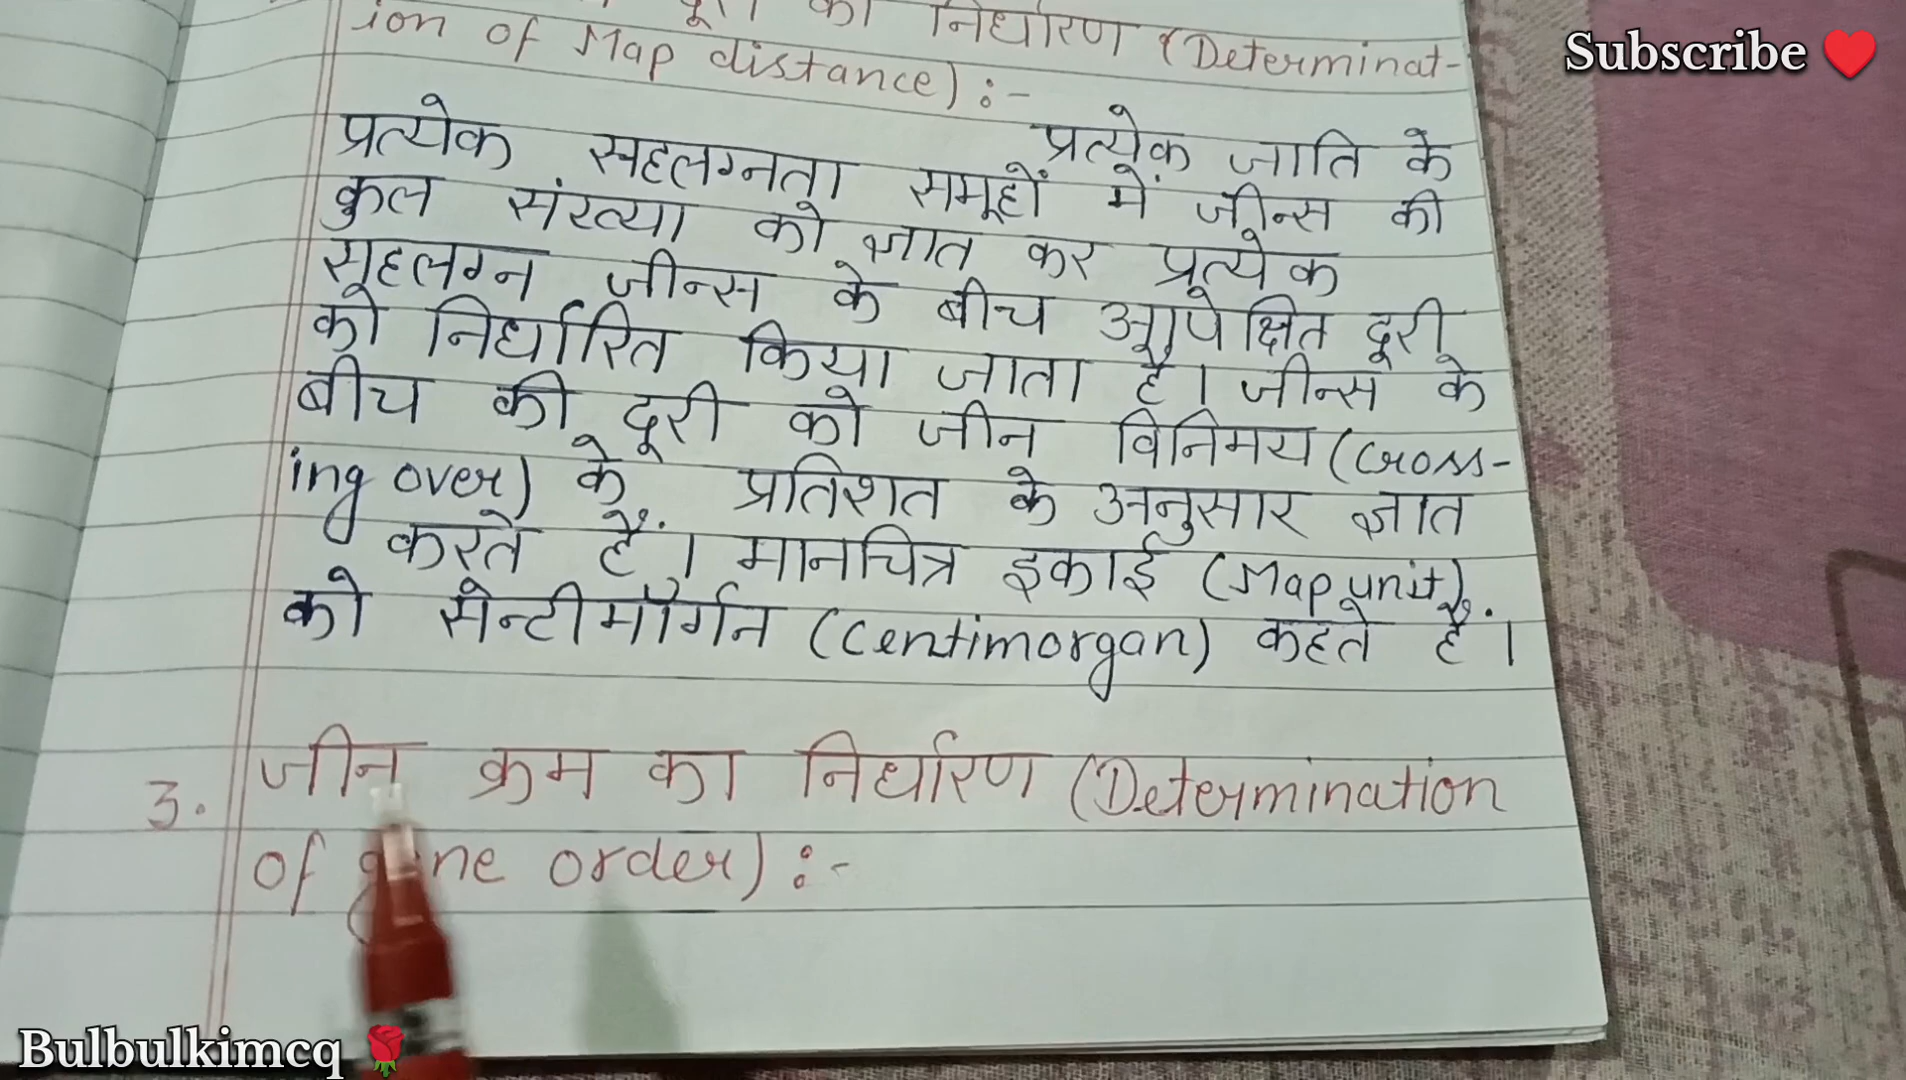 दूरी का निर्धारण (Determinat-
ion of Map distance) :-
प्रत्येक जाति के
प्रत्येक सहलग्नता समूहों में जीन्स की
कुल संख्या को ज्ञात कर प्रत्येक
सहलग्न जीन्स के बीच आपेक्षित दूरी
को निर्धारित किया जाता है। जीन्स के
बीच की दूरी को जीन विनिमय (Cross-
ing over) के प्रतिशत के अनुसार ज्ञात
करते हैं। मानचित्र इकाई (Map unit)
को सेन्टीमॉर्गन (Centimorgan) कहते हैं।
3. जीन क्रम का निर्धारण (Determination
of gene order) :-
Subscribe ❤️
Bulbulkimcq 🌹